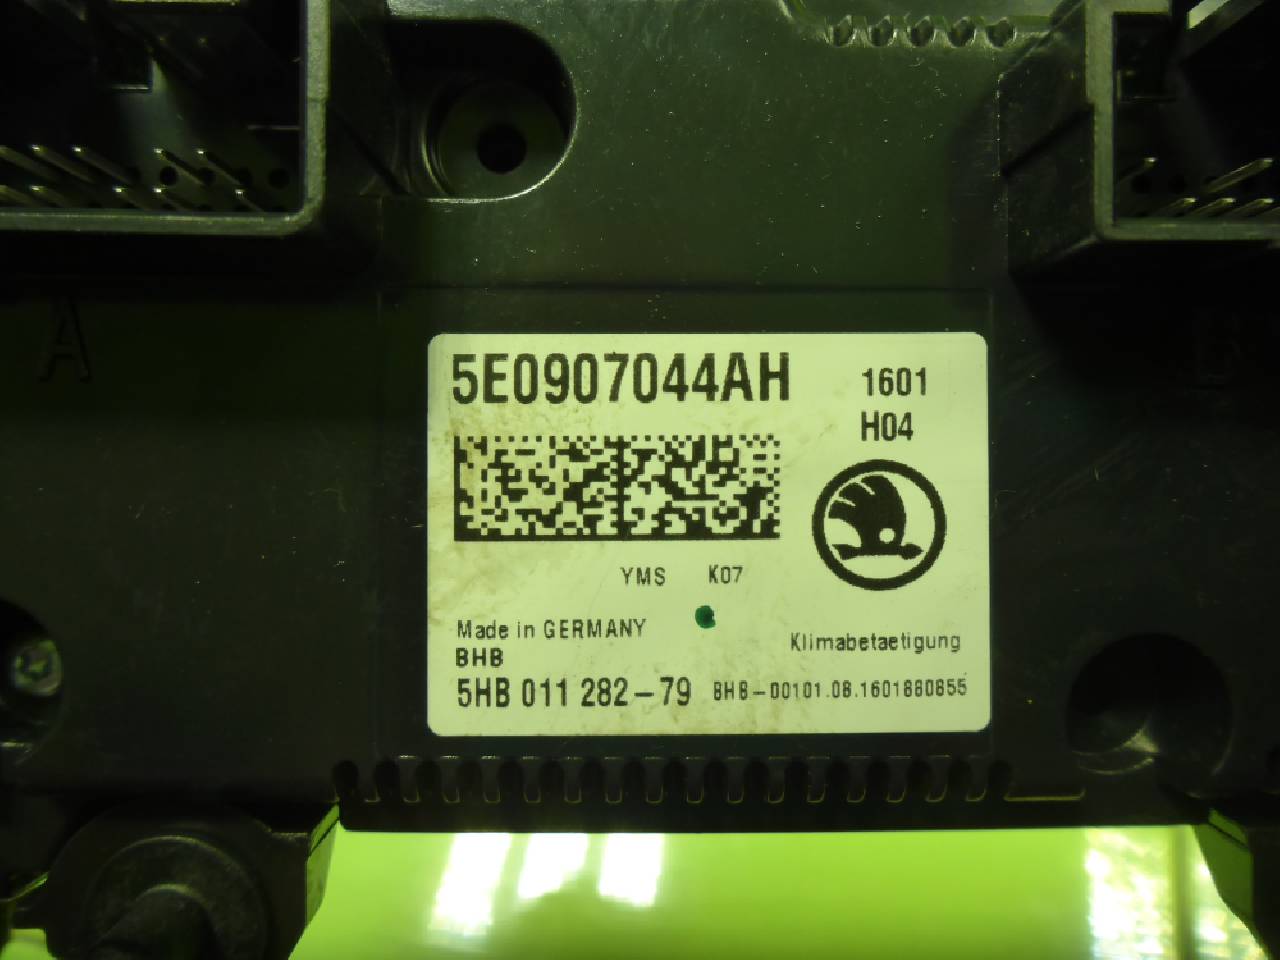 A
B
5E0907044AH
1601
H04
YMS K07
Made in GERMANY
BHB
Klimabetaetigung
5HB 011 282-79
BHB-00101.08.1601880855